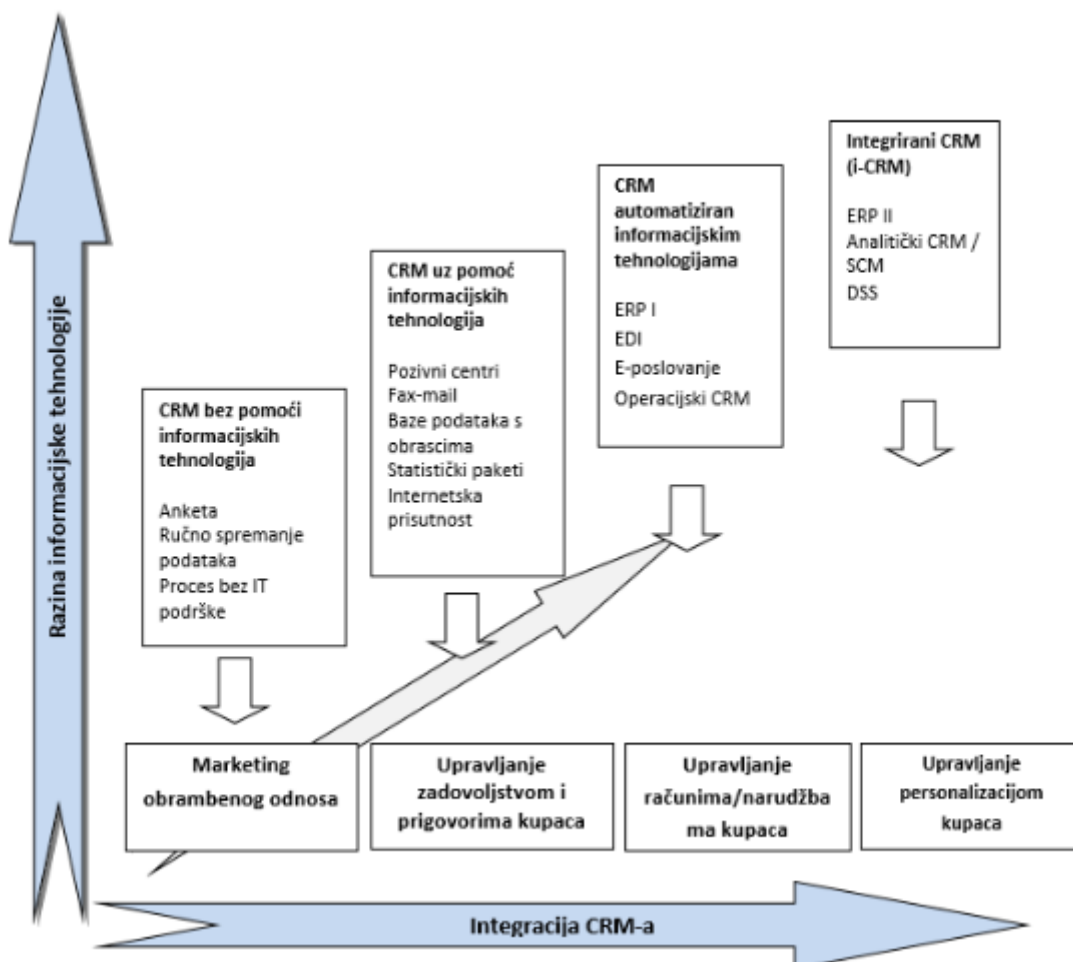 Razina informacijske tehnologije
CRM bez pomoći
informacijskih
tehnologija
Anketa
Ručno spremanje
podataka
Proces bez IT
podrške
CRM uz pomoć
informacijskih
tehnologija
Pozivni centri
Fax-mail
Baze podataka s
obrascima
Statistički paketi
Internetska
prisutnost
CRM
automatiziran
informacijskim
tehnologijama
ERP I
EDI
E-poslovanje
Operacijski CRM
Integrirani CRM
(i-CRM)
ERP II
Analitički CRM /
SCM
DSS
Marketing
obrambenog odnosa
Upravljanje
zadovoljstvom i
prigovorima kupaca
Upravljanje
računima/narudžba
ma kupaca
Upravljanje
personalizacijom
kupaca
Integracija CRM-a